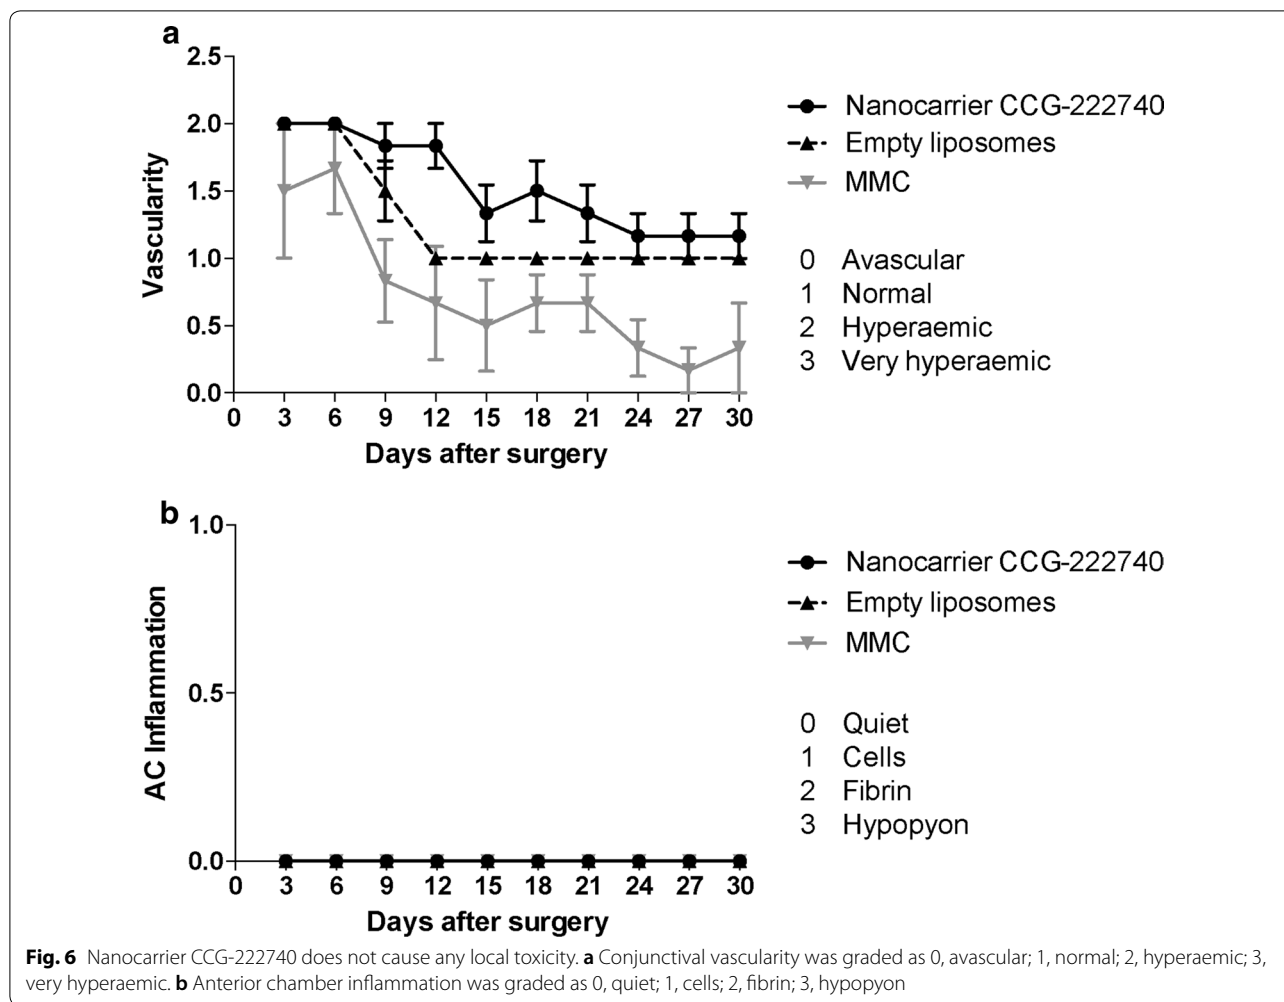 a
2.5
2.0
1.5
1.0
0.5
0.0
Vascularity
0 3 6 9 12 15 18 21 24 27 30
Days after surgery
Nanocarrier CCG-222740
Empty liposomes
MMC
0 Avascular
1 Normal
2 Hyperaemic
3 Very hyperaemic
b
1.0
0.5
0.0
AC Inflammation
0 3 6 9 12 15 18 21 24 27 30
Days after surgery
Nanocarrier CCG-222740
Empty liposomes
MMC
0 Quiet
1 Cells
2 Fibrin
3 Hypopyon
Fig. 6 Nanocarrier CCG-222740 does not cause any local toxicity. a Conjunctival vascularity was graded as 0, avascular; 1, normal; 2, hyperaemic; 3,
very hyperaemic. b Anterior chamber inflammation was graded as 0, quiet; 1, cells; 2, fibrin; 3, hypopyon